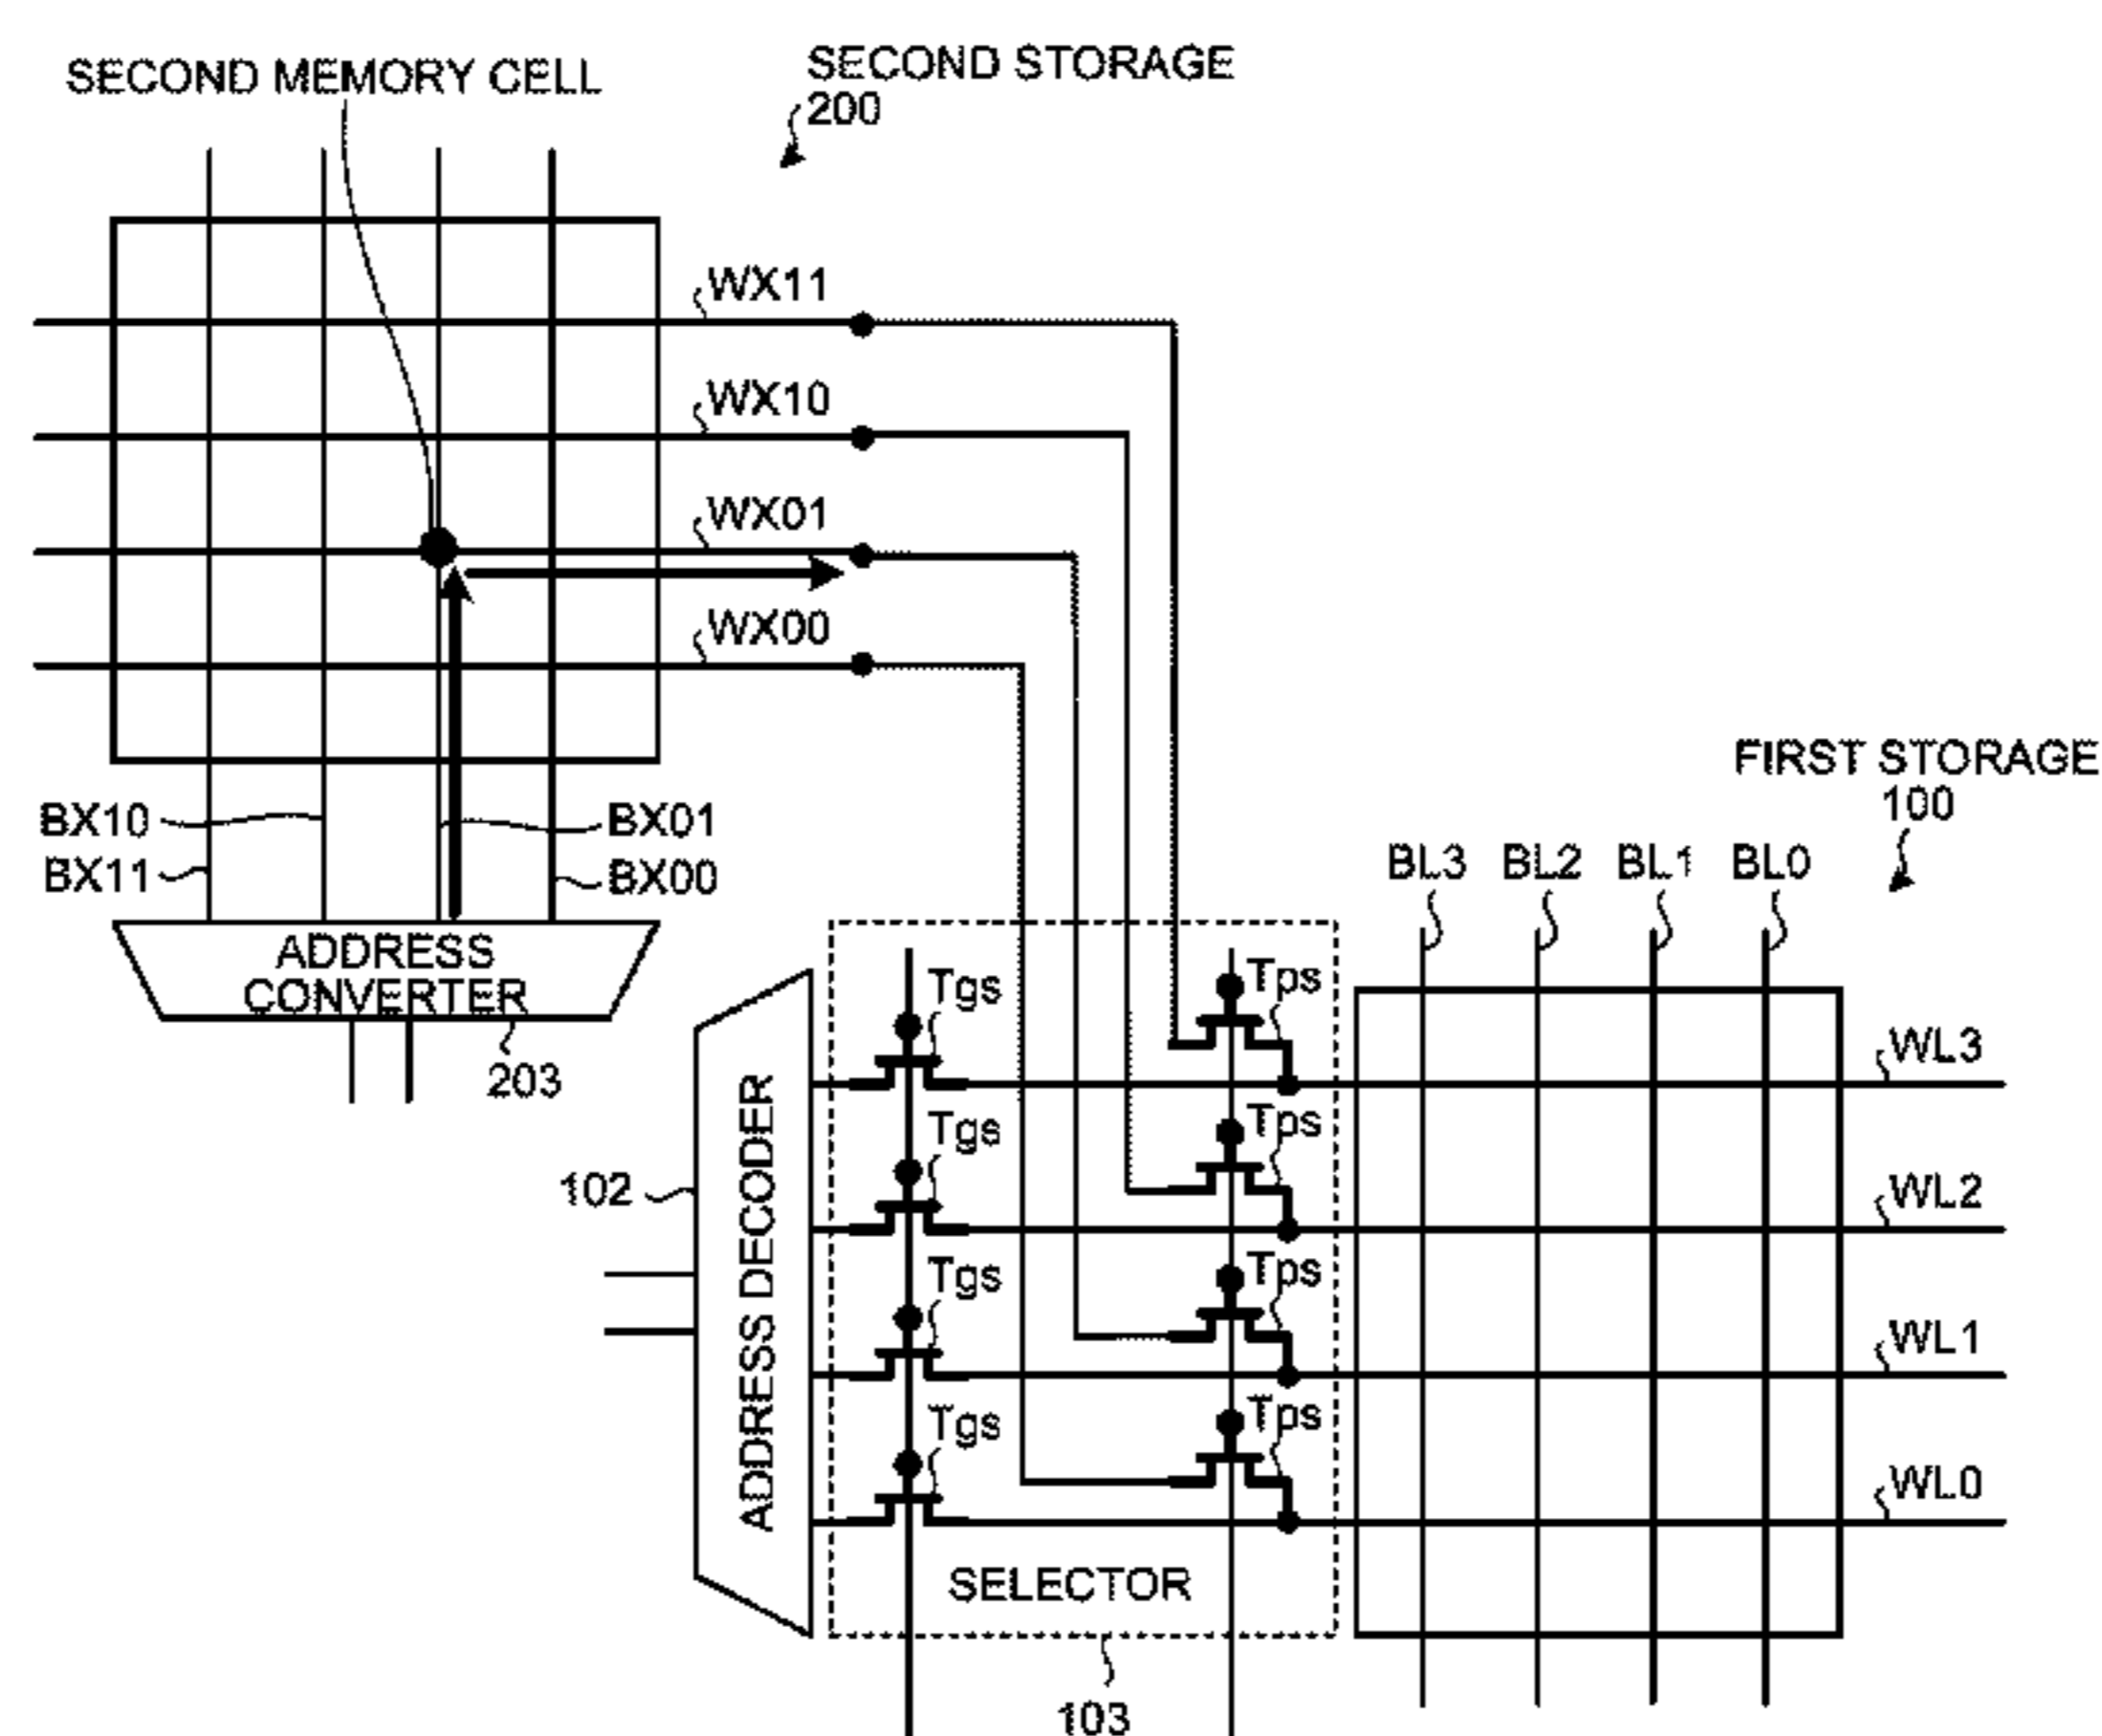 SECOND MEMORY CELL
SECOND STORAGE
200
WX11
WX10
WX01
WX00
BX10
BX11
BX01
BX00
ADDRESS
CONVERTER
203
FIRST STORAGE
100
BL3
BL2
BL1
BL0
Tgs
Tps
WL3
Tgs
Tps
102
WL2
ADDRESS DECODER
Tgs
Tps
WL1
Tgs
Tps
WL0
SELECTOR
103